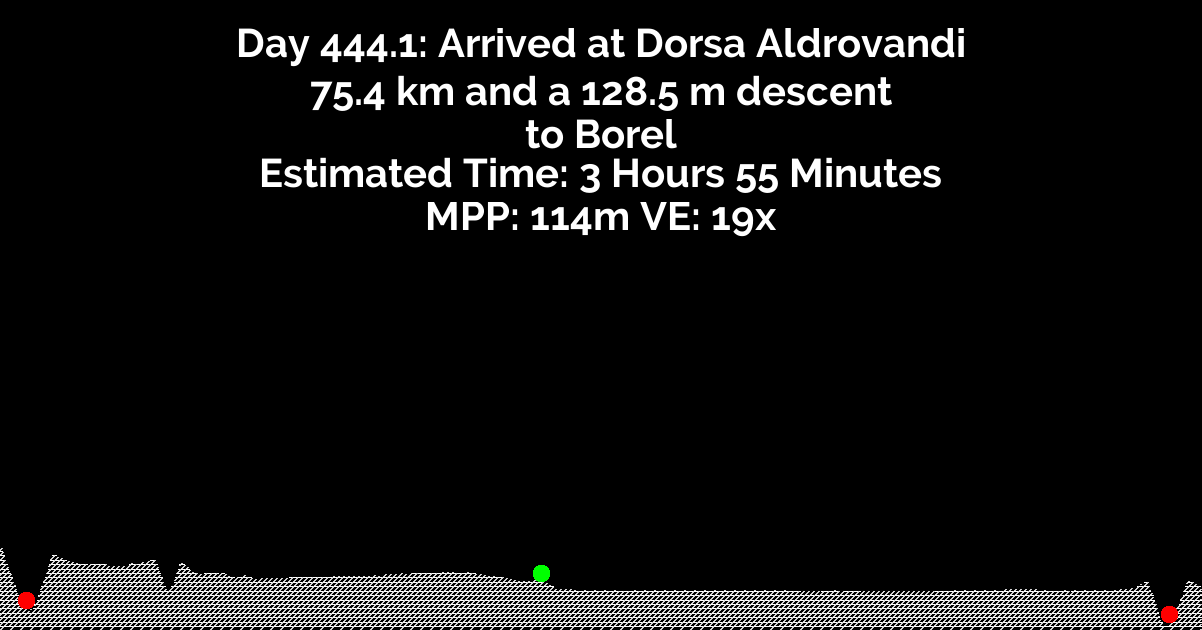 Day 444.1: Arrived at Dorsa Aldrovandi
75.4 km and a 128.5 m descent
to Borel
Estimated Time: 3 Hours 55 Minutes
MPP: 114m VE: 19x